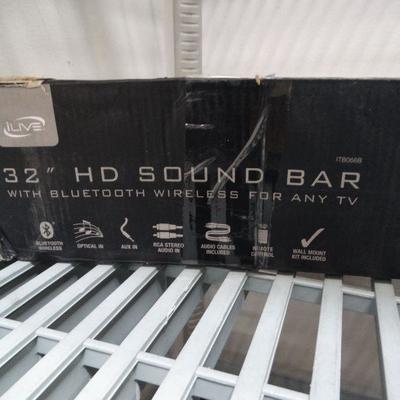 iLIVE
ITB066B
32" HD SOUND BAR
WITH BLUETOOTH WIRELESS FOR ANY TV
BLUETOOTH WIRELESS
OPTICAL IN
AUX IN
RCA STEREO AUDIO IN
AUDIO CABLES INCLUDED
REMOTE CONTROL
WALL MOUNT KIT INCLUDED